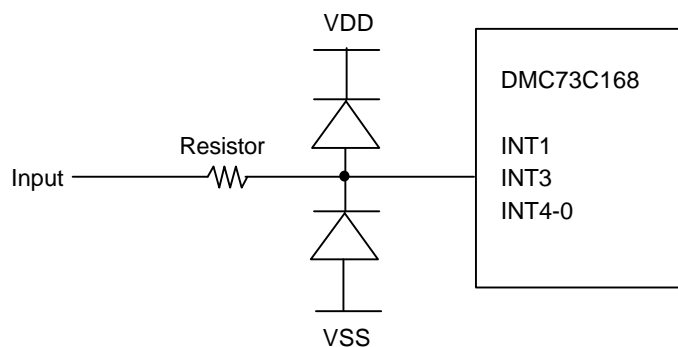 VDD
DMC73C168
Resistor
INT1
Input
INT3
INT4-0
VSS